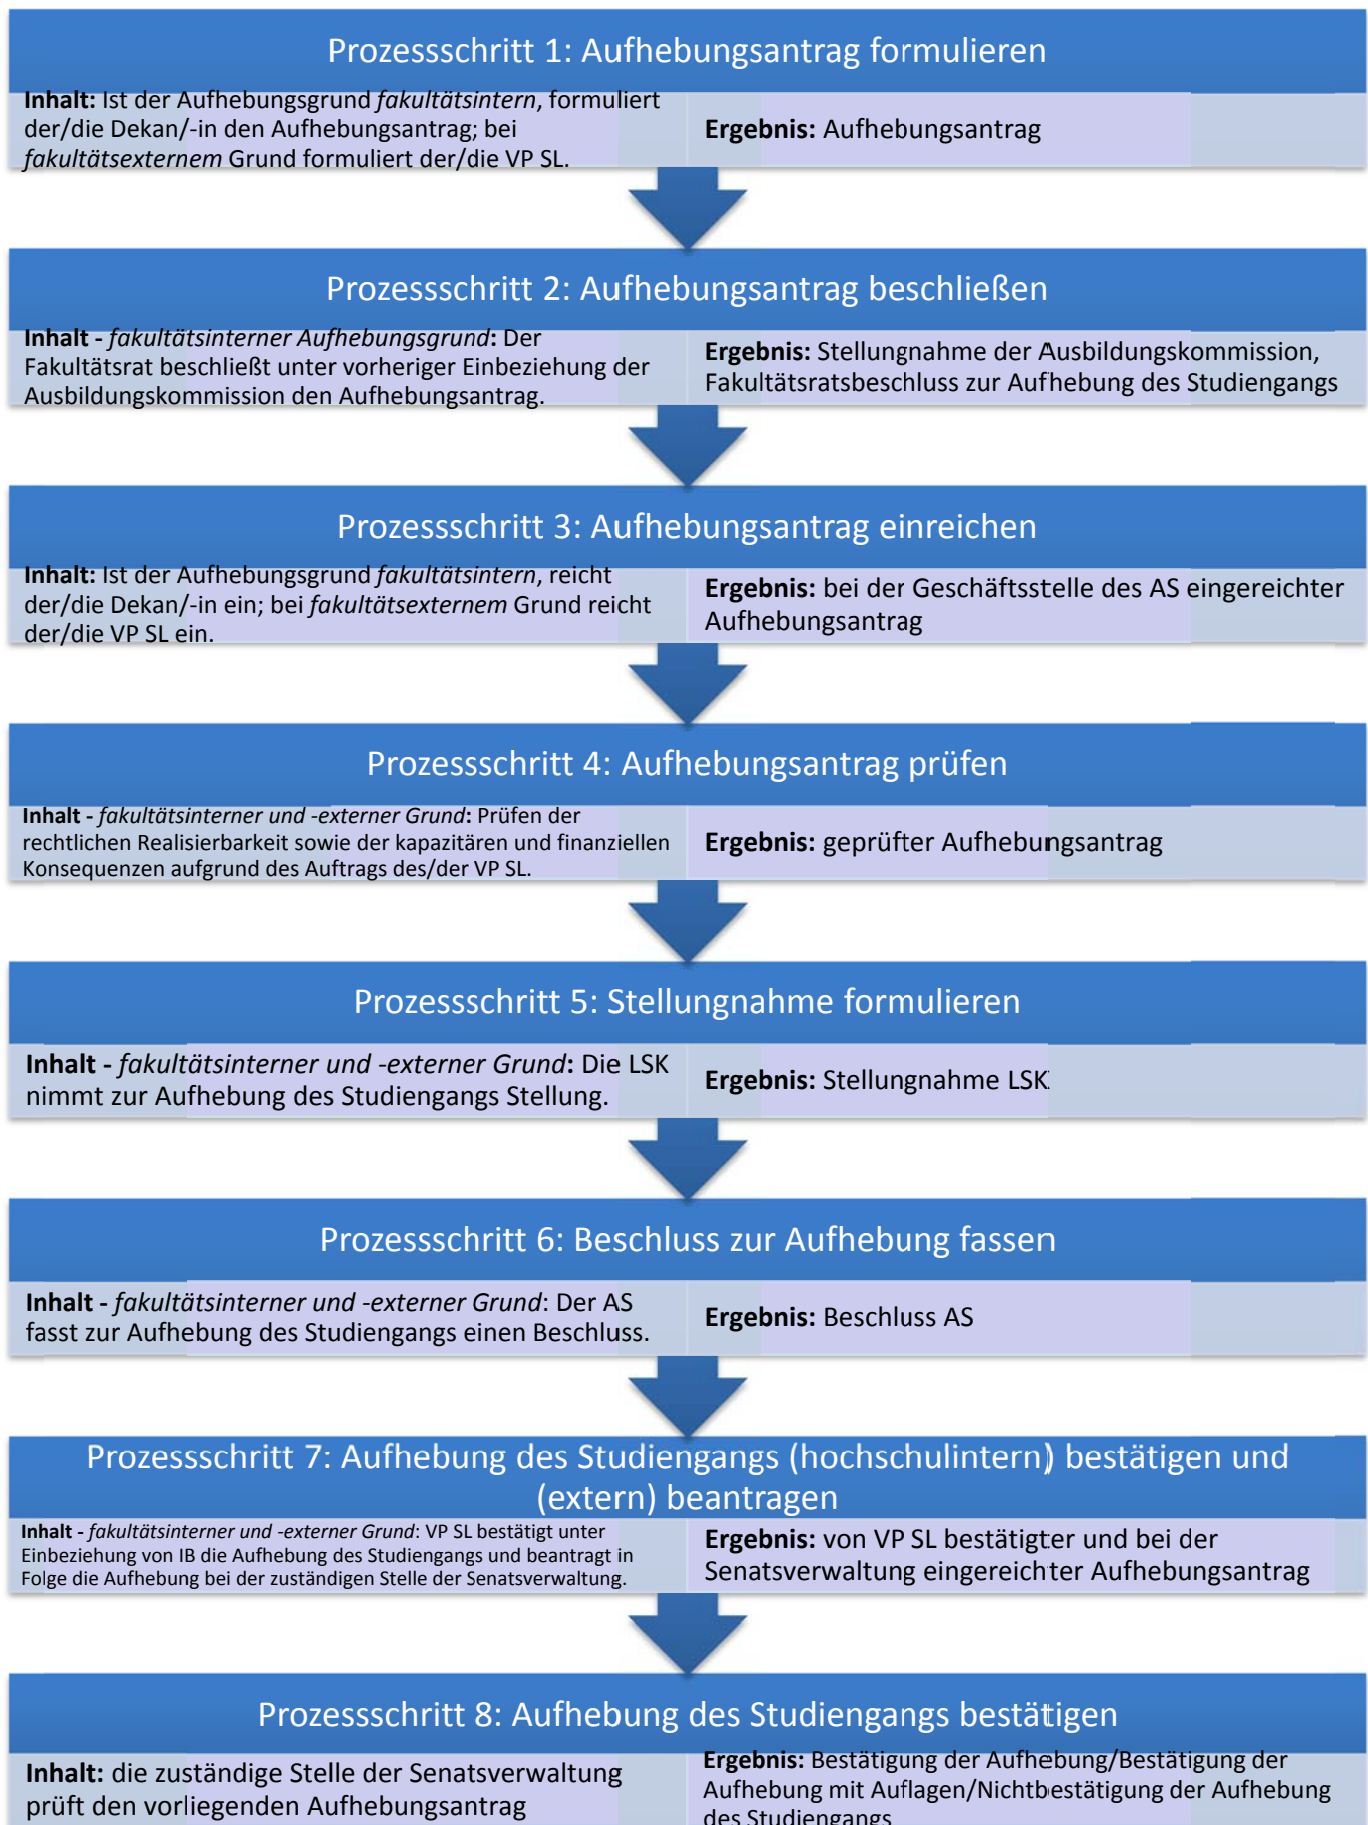 Prozessschritt 1: Aufhebungsantrag formulieren
Inhalt: Ist der Aufhebungsgrund fakultätsintern, formuliert
der/die Dekan/-in den Aufhebungsantrag; bei
fakultätsexternem Grund formuliert der/die VP SL.
Ergebnis: Aufhebungsantrag
Prozessschritt 2: Aufhebungsantrag beschließen
Inhalt - fakultätsinterner Aufhebungsgrund: Der
Fakultätsrat beschließt unter vorheriger Einbeziehung der
Ausbildungskommission den Aufhebungsantrag.
Ergebnis: Stellungnahme der Ausbildungskommission,
Fakultätsratsbeschluss zur Aufhebung des Studiengangs
Prozessschritt 3: Aufhebungsantrag einreichen
Inhalt: Ist der Aufhebungsgrund fakultätsintern, reicht
der/die Dekan/-in ein; bei fakultätsexternem Grund reicht
der/die VP SL ein.
Ergebnis: bei der Geschäftsstelle des AS eingereichter
Aufhebungsantrag
Prozessschritt 4: Aufhebungsantrag prüfen
Inhalt - fakultätsinterner und -externer Grund: Prüfen der
rechtlichen Realisierbarkeit sowie der kapazitären und finanziellen
Konsequenzen aufgrund des Auftrags des/der VP SL.
Ergebnis: geprüfter Aufhebungsantrag
Prozessschritt 5: Stellungnahme formulieren
Inhalt - fakultätsinterner und -externer Grund: Die LSK
nimmt zur Aufhebung des Studiengangs Stellung.
Ergebnis: Stellungnahme LSK
Prozessschritt 6: Beschluss zur Aufhebung fassen
Inhalt - fakultätsinterner und -externer Grund: Der AS
fasst zur Aufhebung des Studiengangs einen Beschluss.
Ergebnis: Beschluss AS
Prozessschritt 7: Aufhebung des Studiengangs (hochschulintern) bestätigen und
(extern) beantragen
Inhalt - fakultätsinterner und -externer Grund: VP SL bestätigt unter
Einbeziehung von IB die Aufhebung des Studiengangs und beantragt in
Folge die Aufhebung bei der zuständigen Stelle der Senatsverwaltung.
Ergebnis: von VP SL bestätigter und bei der
Senatsverwaltung eingereichter Aufhebungsantrag
Prozessschritt 8: Aufhebung des Studiengangs bestätigen
Inhalt: die zuständige Stelle der Senatsverwaltung
prüft den vorliegenden Aufhebungsantrag
Ergebnis: Bestätigung der Aufhebung/Bestätigung der
Aufhebung mit Auflagen/Nichtbestätigung der Aufhebung
des Studiengangs